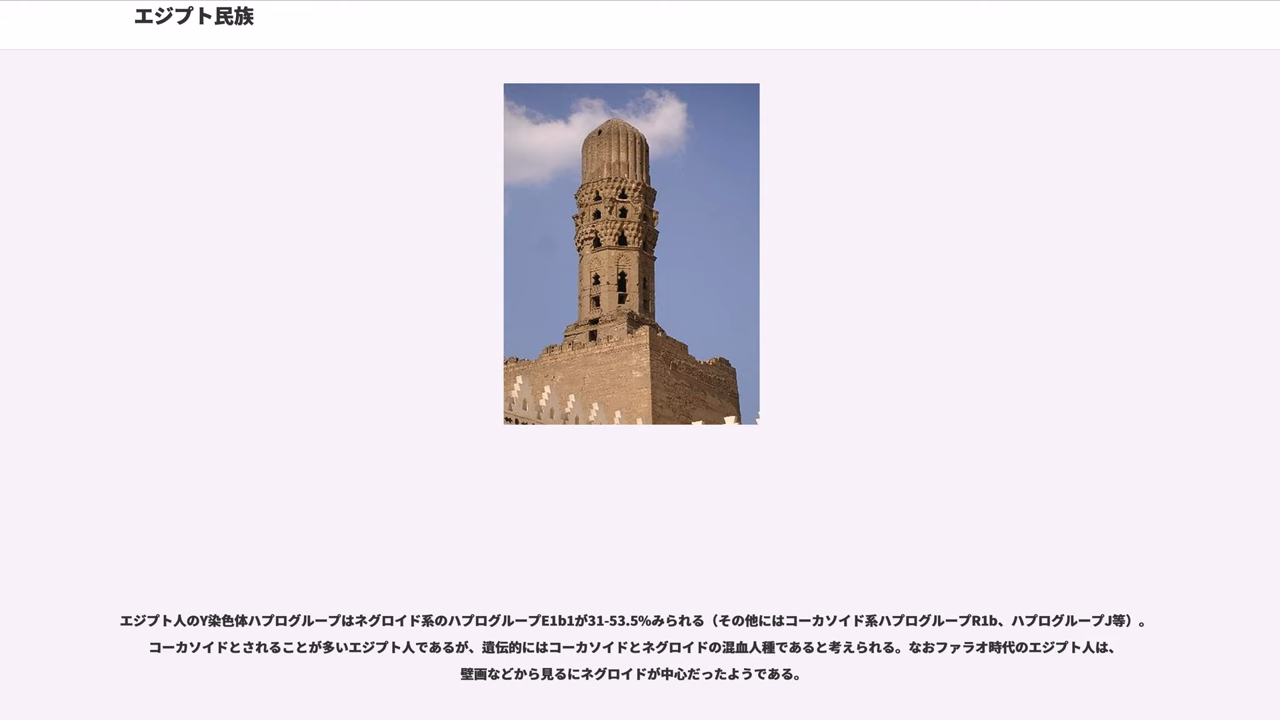 エジプト民族
エジプト人のY染色体ハプログループはネグロイド系のハプログループE1b1が31-53.5%みられる（その他にはコーカソイド系ハプログループR1b、ハプログループJ等）。
コーカソイドとされることが多いエジプト人であるが、遺伝的にはコーカソイドとネグロイドの混血人種であると考えられる。なおファラオ時代のエジプト人は、
壁画などから見るにネグロイドが中心だったようである。